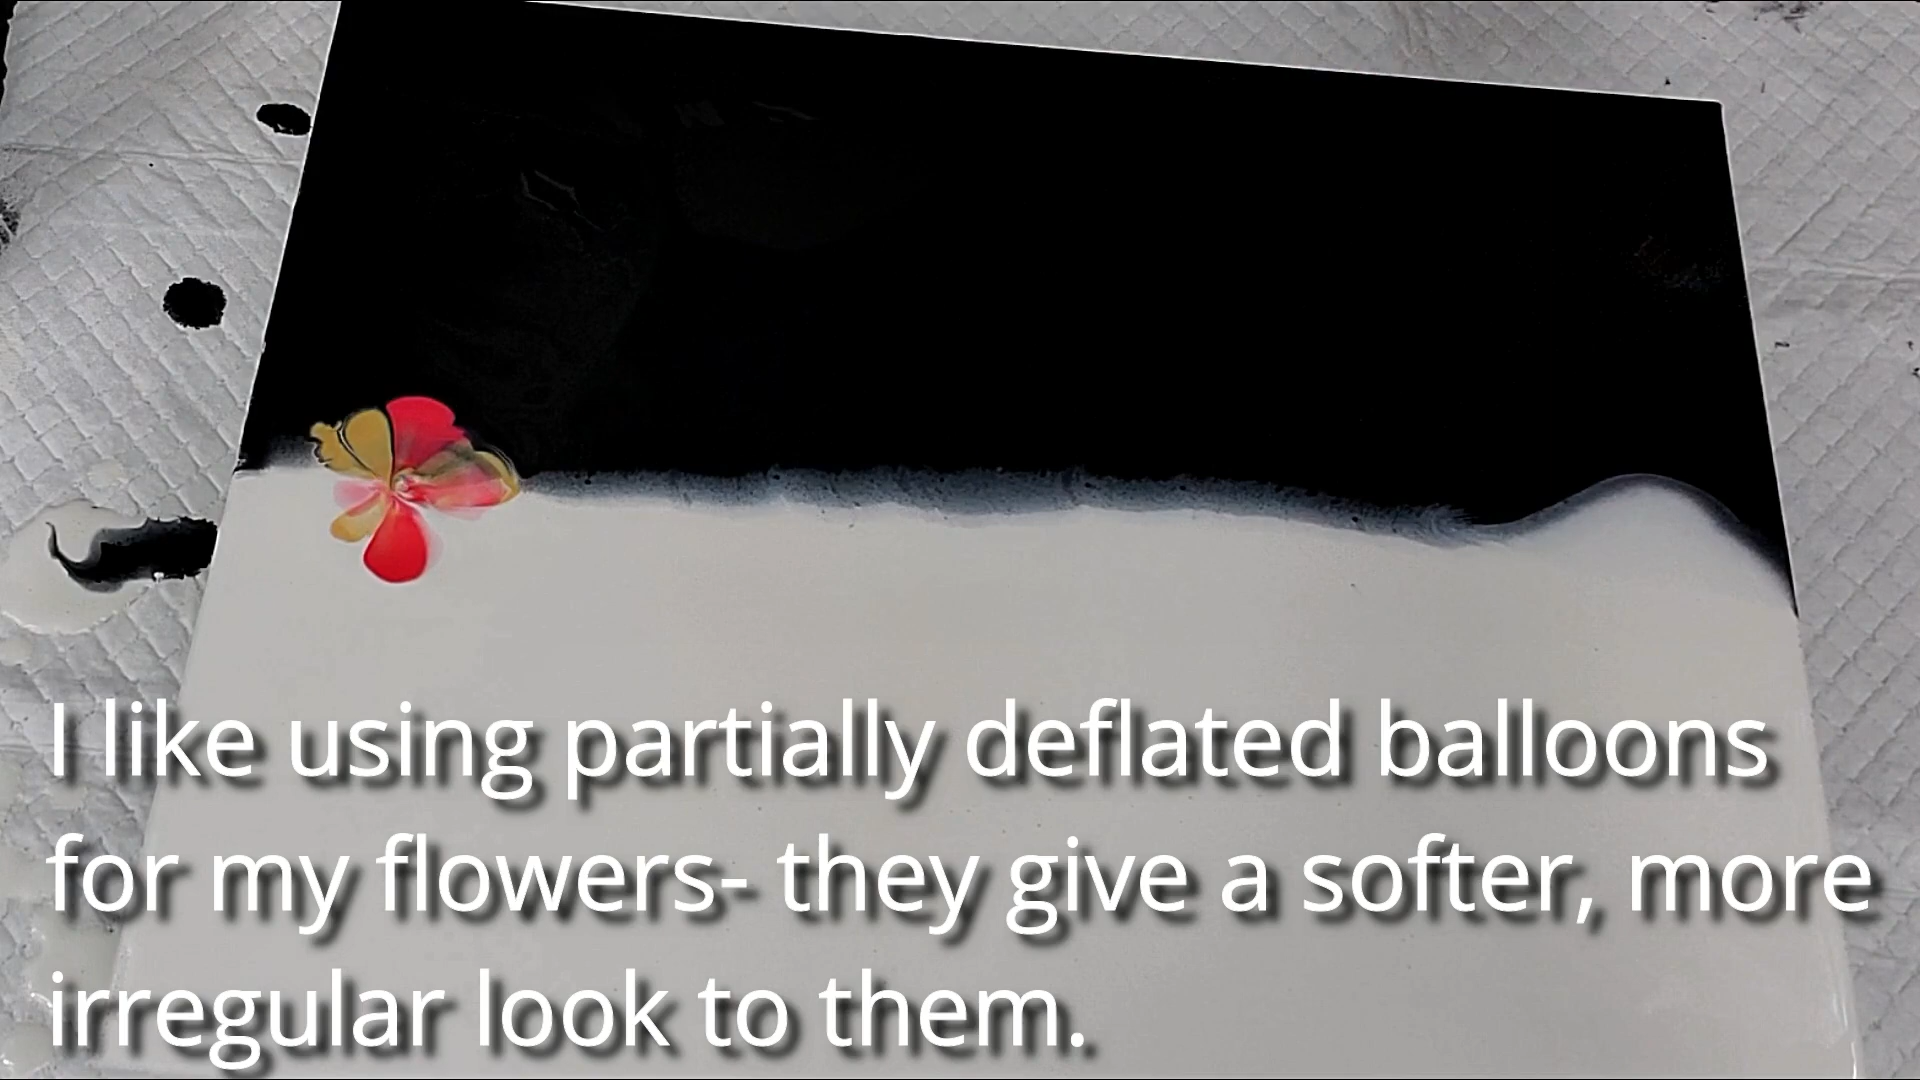 I like using partially deflated balloons
for my flowers- they give a softer, more
irregular look to them.